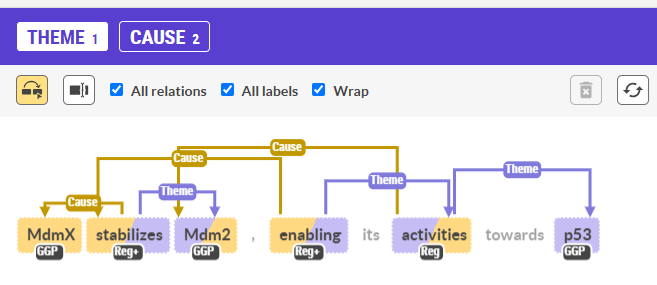 THEME 1 CAUSE 2
All relations All labels Wrap
Cause
Cause
Theme
Theme
Theme
Cause
MdmX stabilizes Mdm2 , enabling its activities towards p53
GGP Reg+ GGP Reg+ Reg GGP